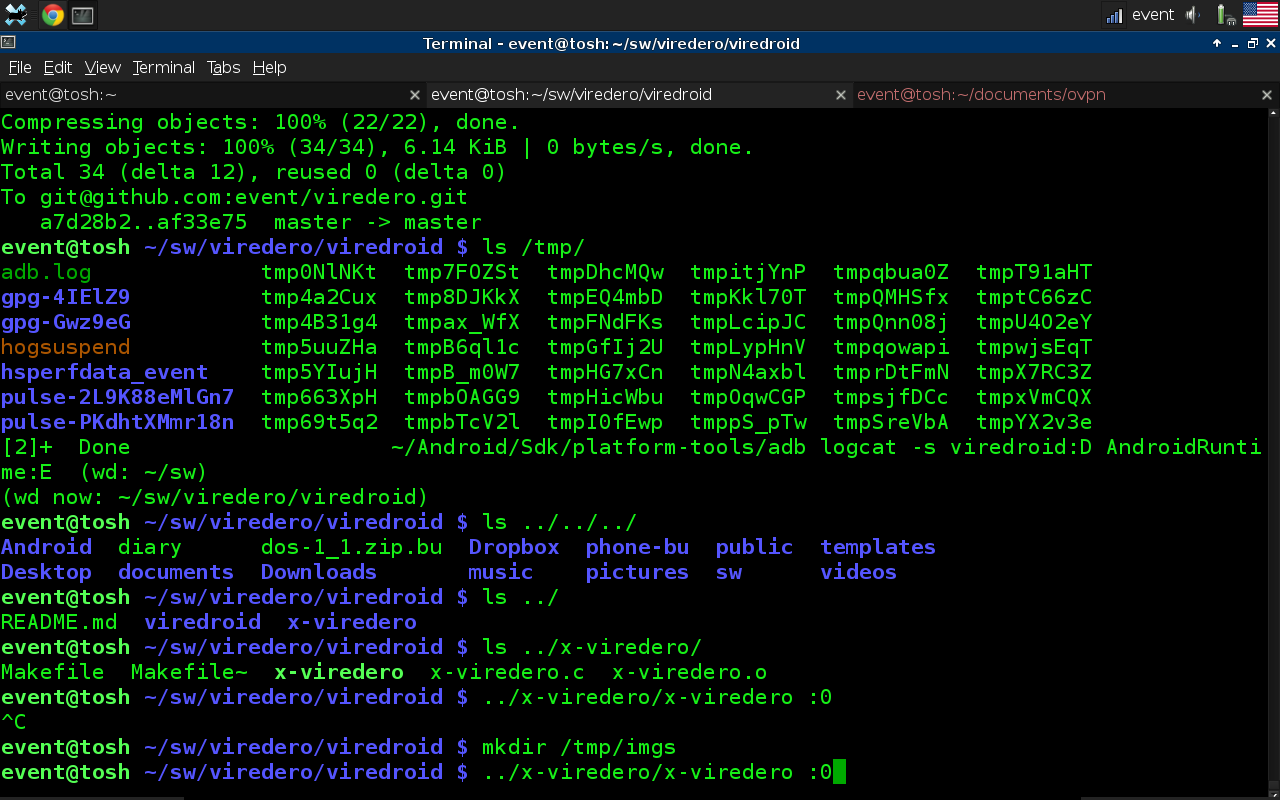 event
Terminal - event@tosh:~/sw/viredero/viredroid
File Edit View Terminal Tabs Help
event@tosh:~ event@tosh:~/sw/viredero/viredroid event@tosh:~/documents/ovpn
Compressing objects: 100% (22/22), done.
Writing objects: 100% (34/34), 6.14 KiB | 0 bytes/s, done.
Total 34 (delta 12), reused 0 (delta 0)
To git@github.com:event/viredero.git
   a7d28b2..af33e75  master -> master
event@tosh ~/sw/viredero/viredroid $ ls /tmp/
adb.log             tmp0NlNKt  tmp7FOZSt  tmpDhcMQw  tmpitjYnP  tmpqbua0Z  tmpT91aHT
gpg-4IElZ9          tmp4a2Cux  tmp8DJKkX  tmpEQ4mbD  tmpKkl70T  tmpQMHSfx  tmptC66zC
gpg-Gwz9eG          tmp4B31g4  tmpax_WfX  tmpFNdFKs  tmpLcipJC  tmpQnn08j  tmpU4O2eY
hogsuspend          tmp5uuZHa  tmpB6ql1c  tmpGfIj2U  tmpLypHnV  tmpqowapi  tmpwjsEqT
hsperfdata_event    tmp5YIujH  tmpB_m0W7  tmpHG7xCn  tmpN4axbl  tmprDtFmN  tmpX7RC3Z
pulse-2L9K88eMlGn7  tmp663XpH  tmpbOAGG9  tmpHicWbu  tmpOqwCGP  tmpsjfDCc  tmpxVmCQX
pulse-PKdhtXMmr18n  tmp69t5q2  tmpbTcV2l  tmpI0fEwp  tmppS_pTw  tmpSreVbA  tmpYX2v3e
[2]+  Done                    ~/Android/Sdk/platform-tools/adb logcat -s viredroid:D AndroidRunti
me:E  (wd: ~/sw)
(wd now: ~/sw/viredero/viredroid)
event@tosh ~/sw/viredero/viredroid $ ls ../../../
Android  diary      dos-1_1.zip.bu  Dropbox  phone-bu  public  templates
Desktop  documents  Downloads       music    pictures  sw      videos
event@tosh ~/sw/viredero/viredroid $ ls ../
README.md  viredroid  x-viredero
event@tosh ~/sw/viredero/viredroid $ ls ../x-viredero/
Makefile  Makefile~  x-viredero  x-viredero.c  x-viredero.o
event@tosh ~/sw/viredero/viredroid $ ../x-viredero/x-viredero :0
^C
event@tosh ~/sw/viredero/viredroid $ mkdir /tmp/imgs
event@tosh ~/sw/viredero/viredroid $ ../x-viredero/x-viredero :0